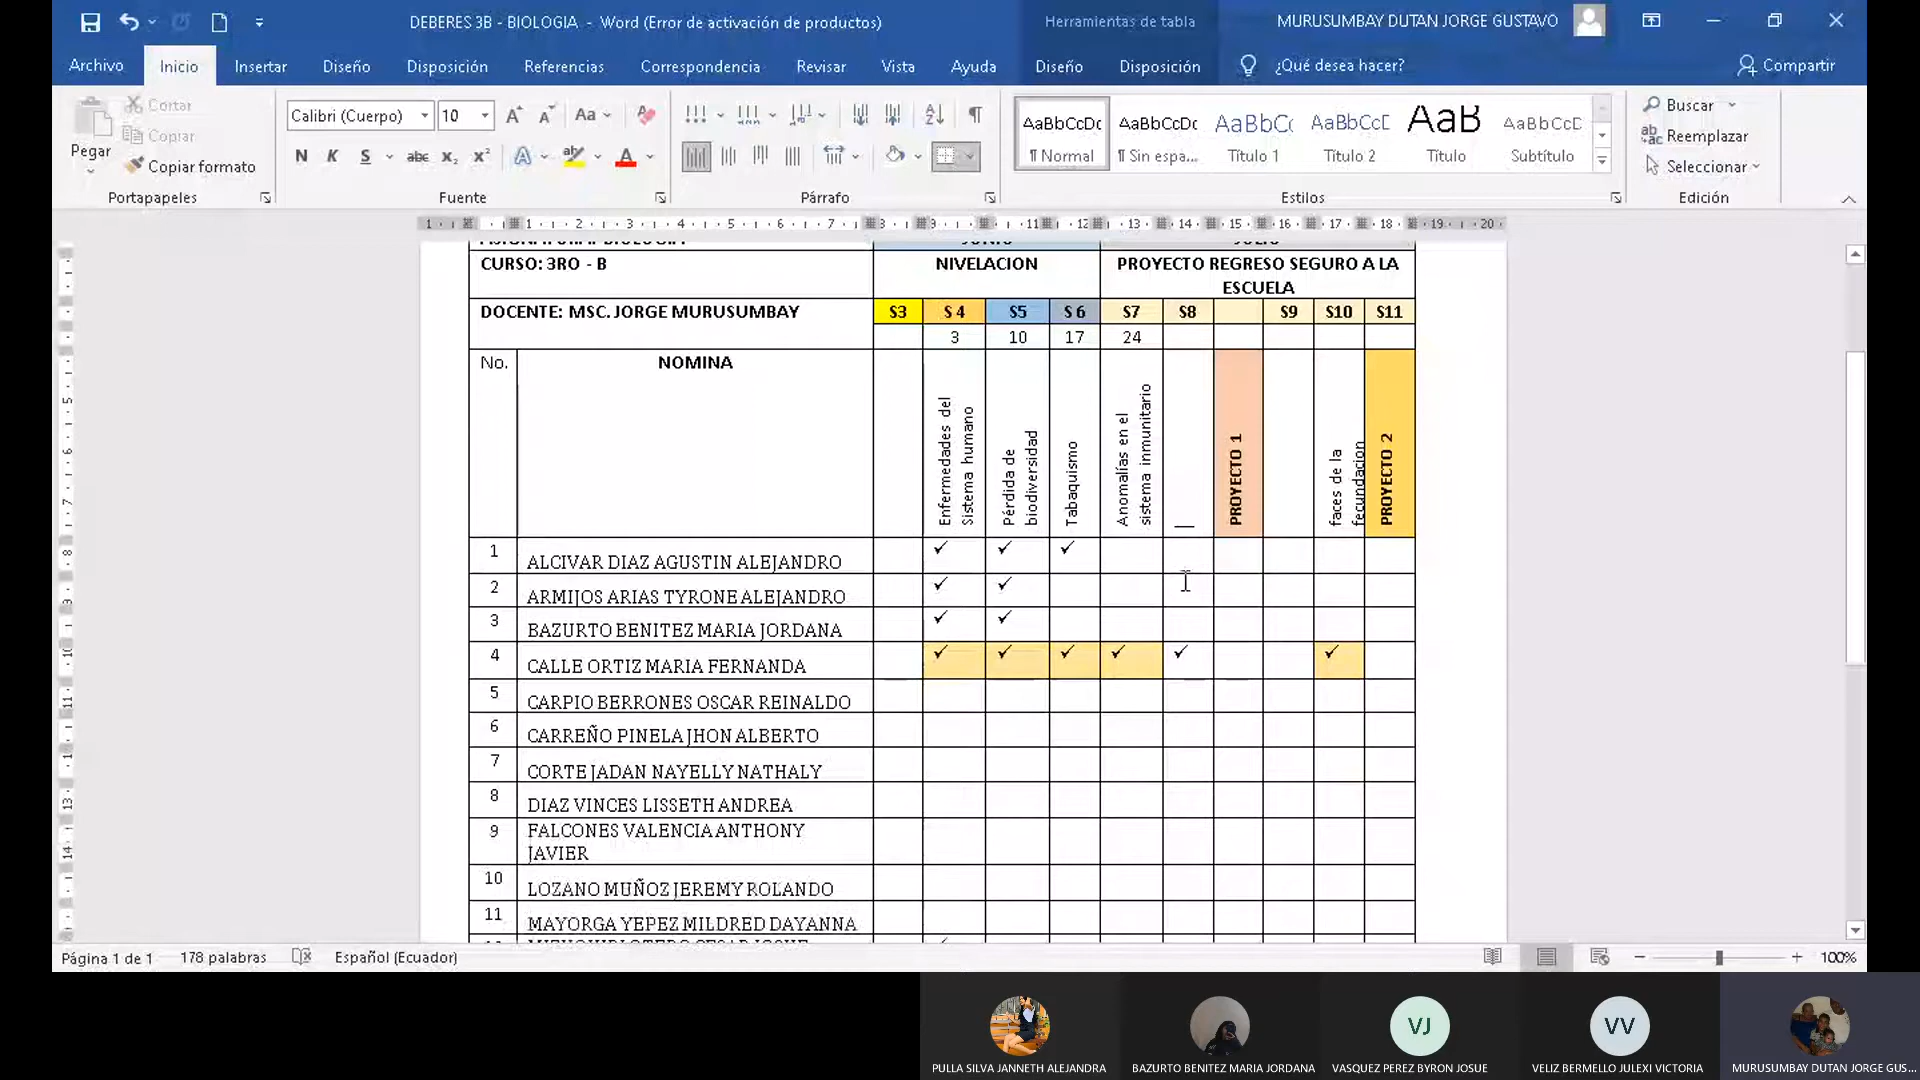 DEBERES 3B - BIOLOGIA - Word (Error de activación de productos)
Herramientas de tabla
MURUSUMBAY DUTAN JORGE GUSTAVO
Archivo
Inicio
Insertar
Diseño
Disposición
Referencias
Correspondencia
Revisar
Vista
Ayuda
Diseño
Disposición
¿Qué desea hacer?
Compartir
Pegar
Cortar
Copiar
Copiar formato
Portapapeles
Calibri (Cuerpo)
10
Aa
N K S abc x₂ x²
Fuente
Párrafo
AaBbCcDc
¶ Normal
AaBbCcDc
¶ Sin espa...
AaBbC(
Título 1
AaBbCcE
Título 2
AaB
Título
AaBbCcD
Subtítulo
Estilos
Buscar
Reemplazar
Seleccionar
Edición
CURSO: 3RO - B
NIVELACION
PROYECTO REGRESO SEGURO A LA
ESCUELA
DOCENTE: MSC. JORGE MURUSUMBAY
S3 S 4 S5 S 6 S7 S8 S9 S10 S11
3 10 17 24
No.
NOMINA
Enfermedades del
Sistema humano
Pérdida de
biodiversidad
Tabaquismo
Anomalías en el
sistema inmunitario
PROYECTO 1
faces de la
fecundacion
PROYECTO 2
1 ALCIVAR DIAZ AGUSTIN ALEJANDRO ✓ ✓ ✓
2 ARMIJOS ARIAS TYRONE ALEJANDRO ✓ ✓
3 BAZURTO BENITEZ MARIA JORDANA ✓ ✓
4 CALLE ORTIZ MARIA FERNANDA ✓ ✓ ✓ ✓ ✓ ✓
5 CARPIO BERRONES OSCAR REINALDO
6 CARREÑO PINELA JHON ALBERTO
7 CORTE JADAN NAYELLY NATHALY
8 DIAZ VINCES LISSETH ANDREA
9 FALCONES VALENCIA ANTHONY
JAVIER
10 LOZANO MUÑOZ JEREMY ROLANDO
11 MAYORGA YEPEZ MILDRED DAYANNA
Página 1 de 1
178 palabras
Español (Ecuador)
100%
VJ
VV
PULLA SILVA JANNETH ALEJANDRA
BAZURTO BENITEZ MARIA JORDANA
VASQUEZ PEREZ BYRON JOSUE
VELIZ BERMELLO JULEXI VICTORIA
MURUSUMBAY DUTAN JORGE GUS...